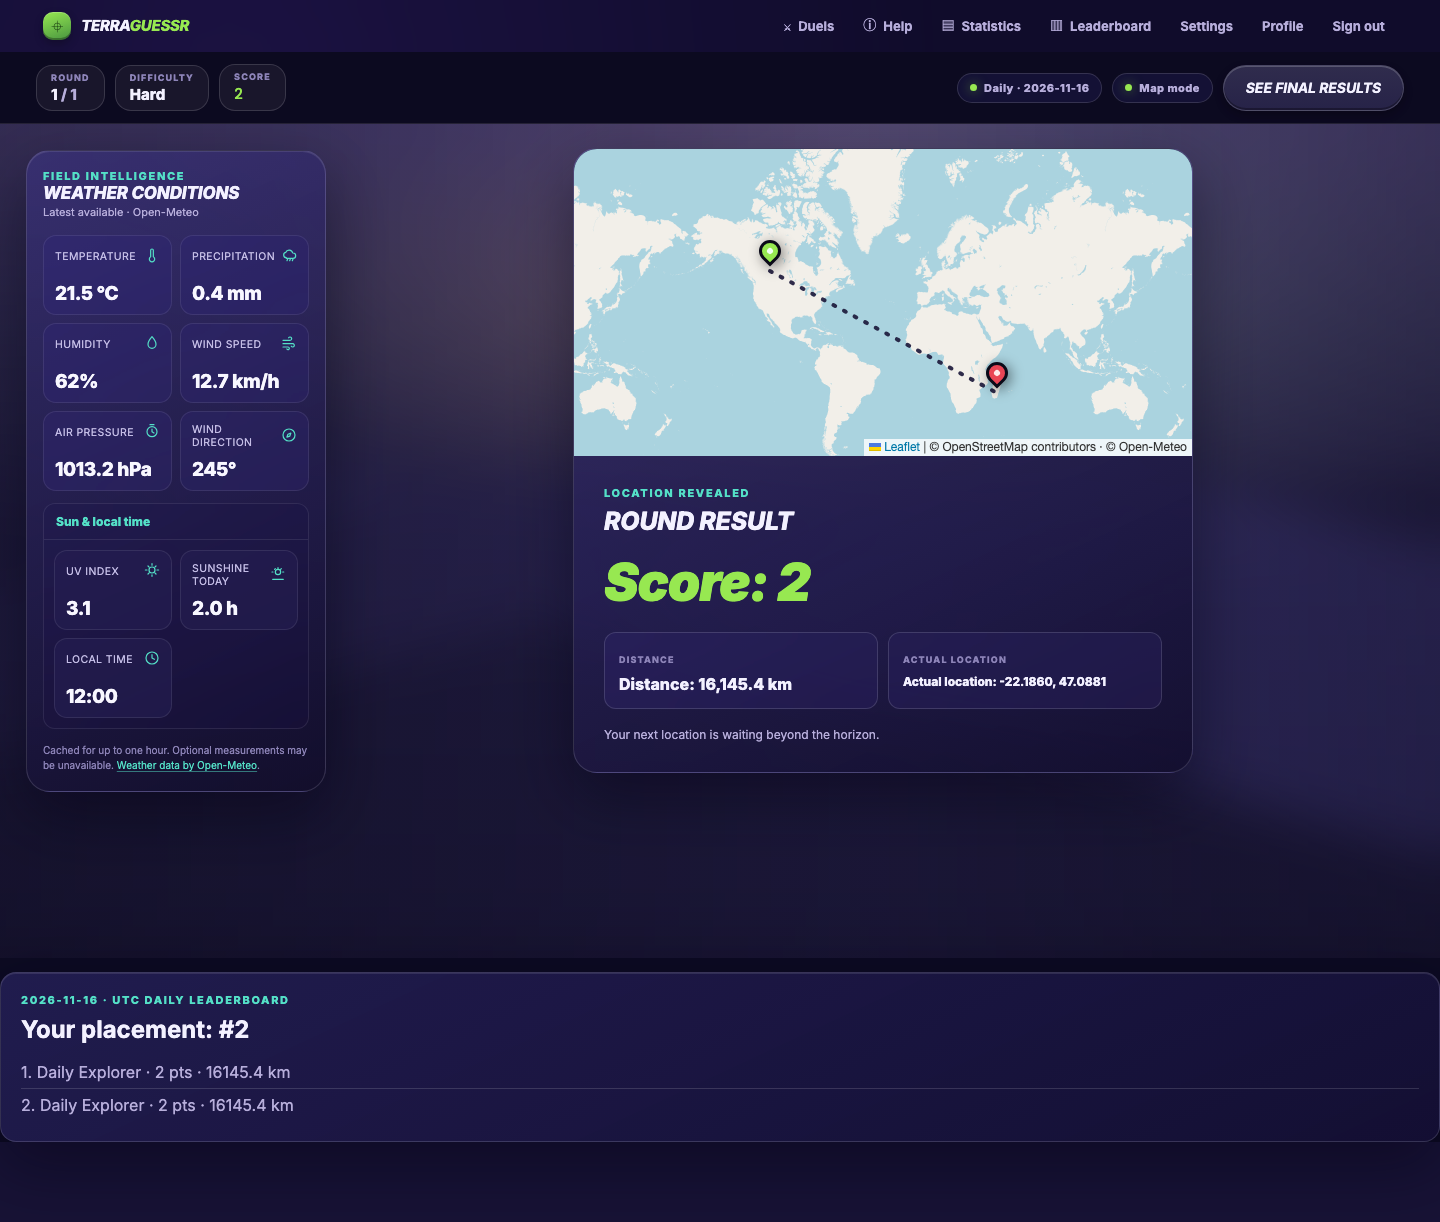 TERRAGUESSR
Duels
Help
Statistics
Leaderboard
Settings
Profile
Sign out
ROUND
1 / 1
DIFFICULTY
Hard
SCORE
2
Daily · 2026-11-16
Map mode
SEE FINAL RESULTS
FIELD INTELLIGENCE
WEATHER CONDITIONS
Latest available · Open-Meteo
TEMPERATURE
21.5 °C
PRECIPITATION
0.4 mm
HUMIDITY
62%
WIND SPEED
12.7 km/h
AIR PRESSURE
1013.2 hPa
WIND
DIRECTION
245°
Sun & local time
UV INDEX
3.1
SUNSHINE
TODAY
2.0 h
LOCAL TIME
12:00
Cached for up to one hour. Optional measurements may
be unavailable. Weather data by Open-Meteo.
Leaflet | © OpenStreetMap contributors · © Open-Meteo
LOCATION REVEALED
ROUND RESULT
Score: 2
DISTANCE
Distance: 16,145.4 km
ACTUAL LOCATION
Actual location: -22.1860, 47.0881
Your next location is waiting beyond the horizon.
2026-11-16 · UTC DAILY LEADERBOARD
Your placement: #2
1. Daily Explorer · 2 pts · 16145.4 km
2. Daily Explorer · 2 pts · 16145.4 km